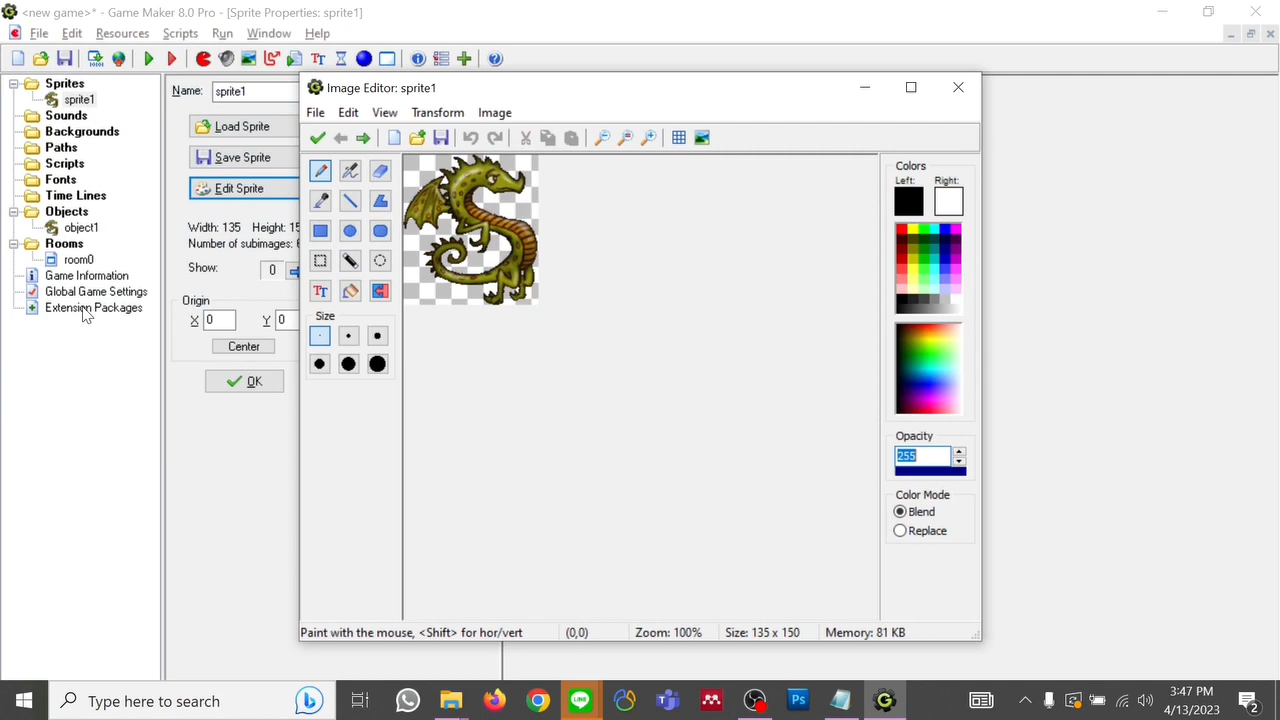 <new game>* - Game Maker 8.0 Pro - [Sprite Properties: sprite1]
File Edit Resources Scripts Run Window Help
Sprites
sprite1
Sounds
Backgrounds
Paths
Scripts
Fonts
Time Lines
Objects
object1
Rooms
room0
Game Information
Global Game Settings
Extension Packages
Name: sprite1
Load Sprite
Save Sprite
Edit Sprite
Width: 135 Height: 15
Number of subimages:
Show: 0
Origin
X 0 Y 0
Center
OK
Image Editor: sprite1
File Edit View Transform Image
Size
Colors
Left: Right:
Opacity
255
Color Mode
Blend
Replace
Paint with the mouse, <Shift> for hor/vert (0,0) Zoom: 100% Size: 135 x 150 Memory: 81 KB
Type here to search
3:47 PM
4/13/2023
2